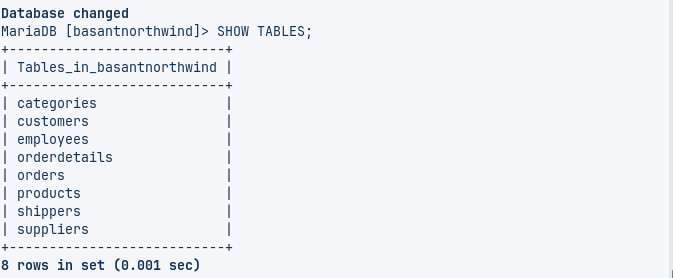 Database changed
MariaDB [basantnorthwind]> SHOW TABLES;
+---------------------------+
| Tables_in_basantnorthwind |
+---------------------------+
| categories                |
| customers                 |
| employees                 |
| orderdetails              |
| orders                    |
| products                  |
| shippers                  |
| suppliers                 |
+---------------------------+
8 rows in set (0.001 sec)